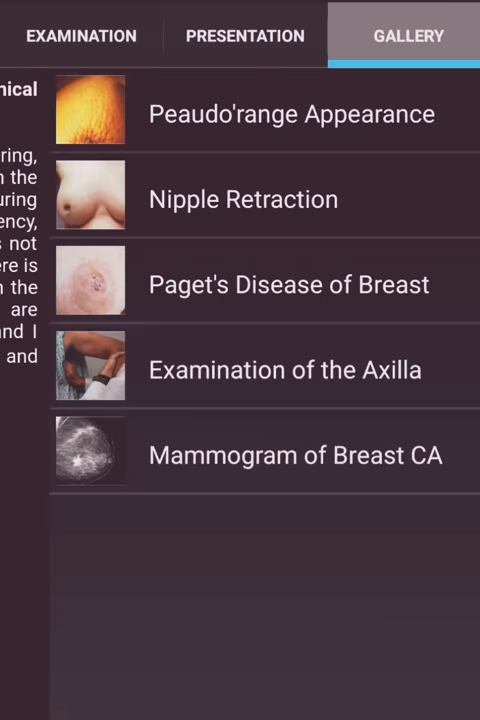 EXAMINATION PRESENTATION GALLERY
nical
ring,
n the
uring
ency,
s not
ere is
n the
are
and I
and
Peaudo'range Appearance
Nipple Retraction
Paget's Disease of Breast
Examination of the Axilla
Mammogram of Breast CA